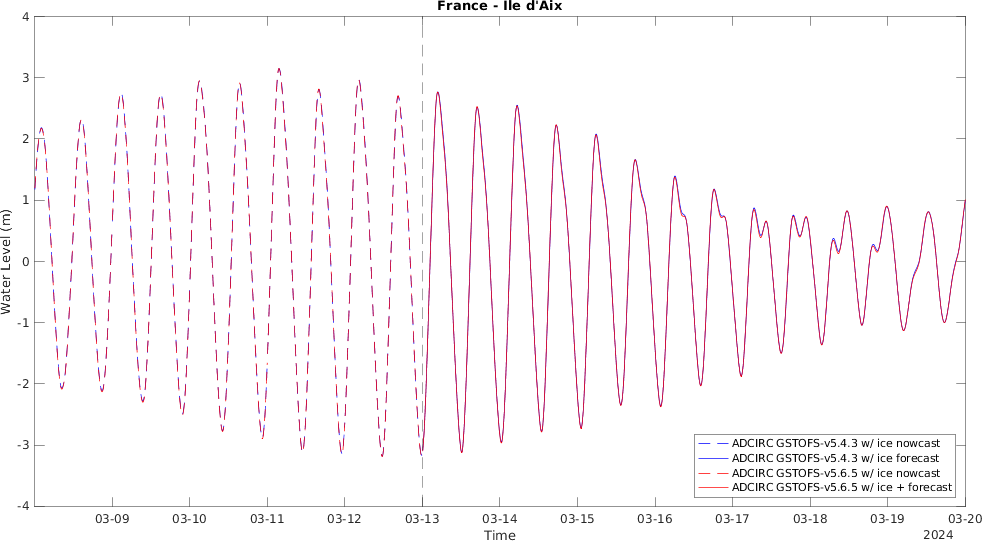 France - Ile d'Aix
4
3
2
1
0
-1
-2
-3
-4
Water Level (m)
ADCIRC GSTOFS-v5.4.3 w/ ice nowcast
ADCIRC GSTOFS-v5.4.3 w/ ice forecast
ADCIRC GSTOFS-v5.6.5 w/ ice nowcast
ADCIRC GSTOFS-v5.6.5 w/ ice + forecast
03-09 03-10 03-11 03-12 03-13 03-14 03-15 03-16 03-17 03-18 03-19 03-20
Time
2024